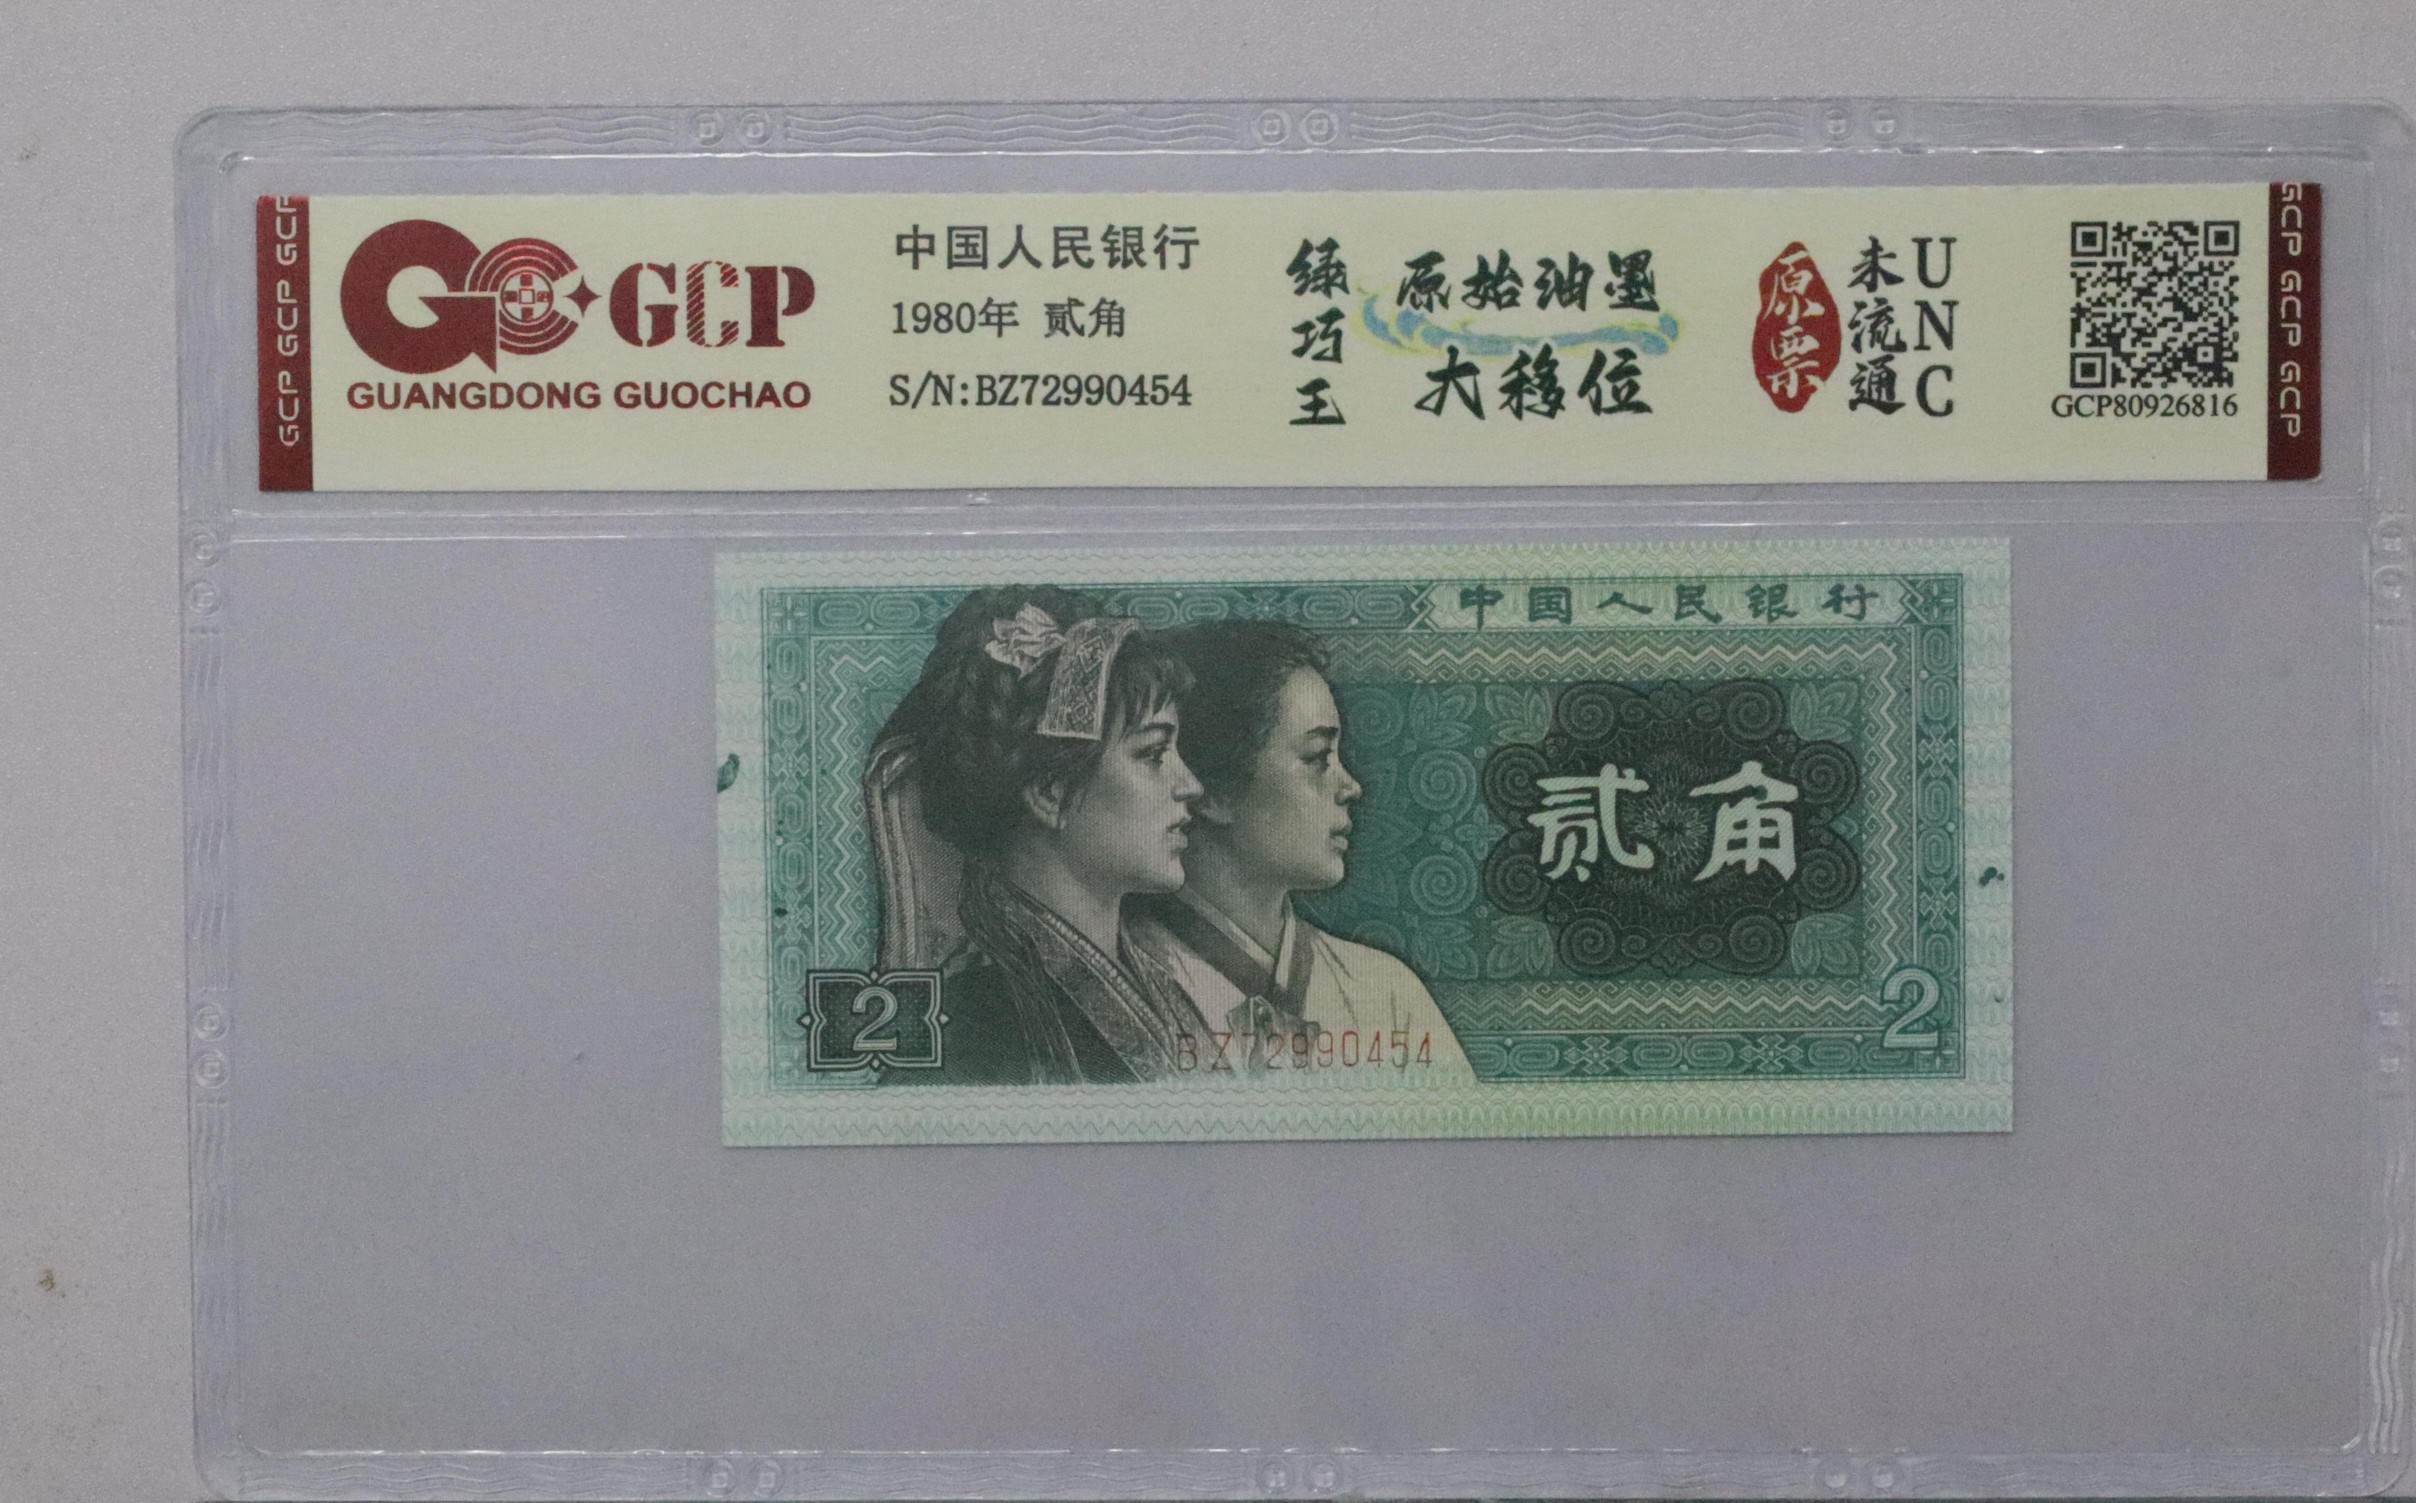 GCP GCP GCP
GCP
GUANGDONG GUOCHAO
中国人民银行
1980年 贰角
S/N:BZ72990454
绿巧王
原始油墨
大移位
原票
未流通
UNC
GCP80926816
GCP GCP GCP
中国人民银行
贰角
2
2
BZ72990454